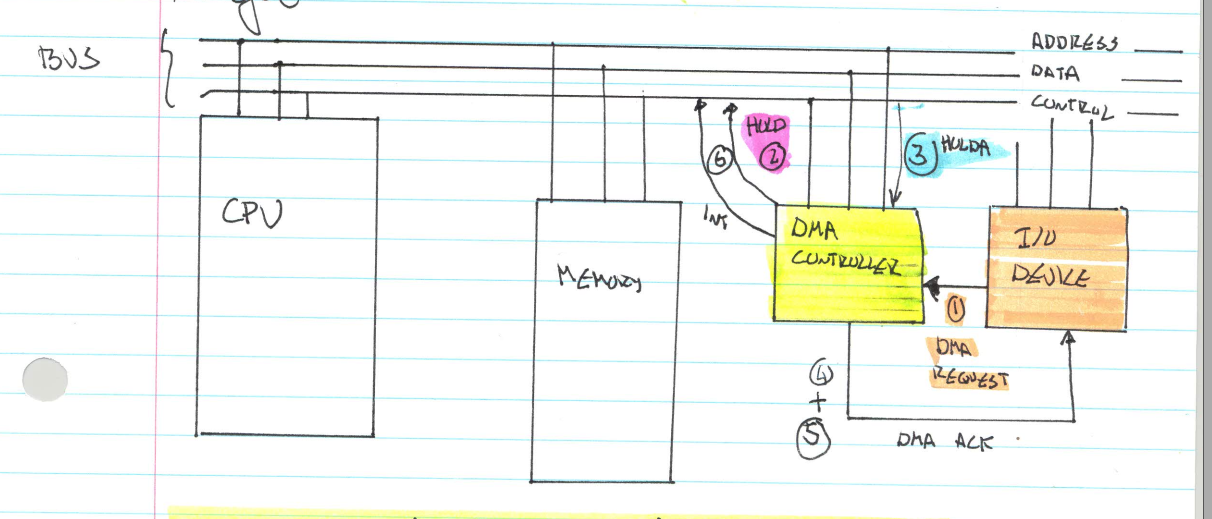 BUS
ADDRESS
DATA
CONTROL
HOLD
②
⑥
③ HOLDA
INT
CPU
DMA
CONTROLLER
I/O
DEVICE
MEMORY
①
DMA
REQUEST
④
+
⑤
DMA ACK